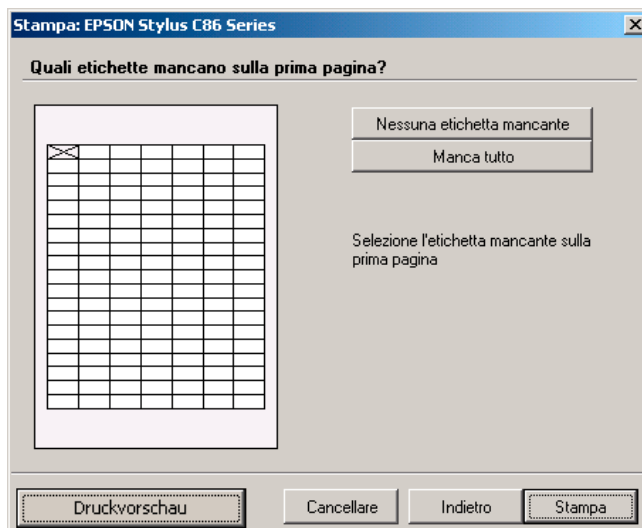 Stampa: EPSON Stylus C86 Series
Quali etichette mancano sulla prima pagina?
Nessuna etichetta mancante
Manca tutto
Selezione l'etichetta mancante sulla
prima pagina
Druckvorschau
Cancellare
Indietro
Stampa